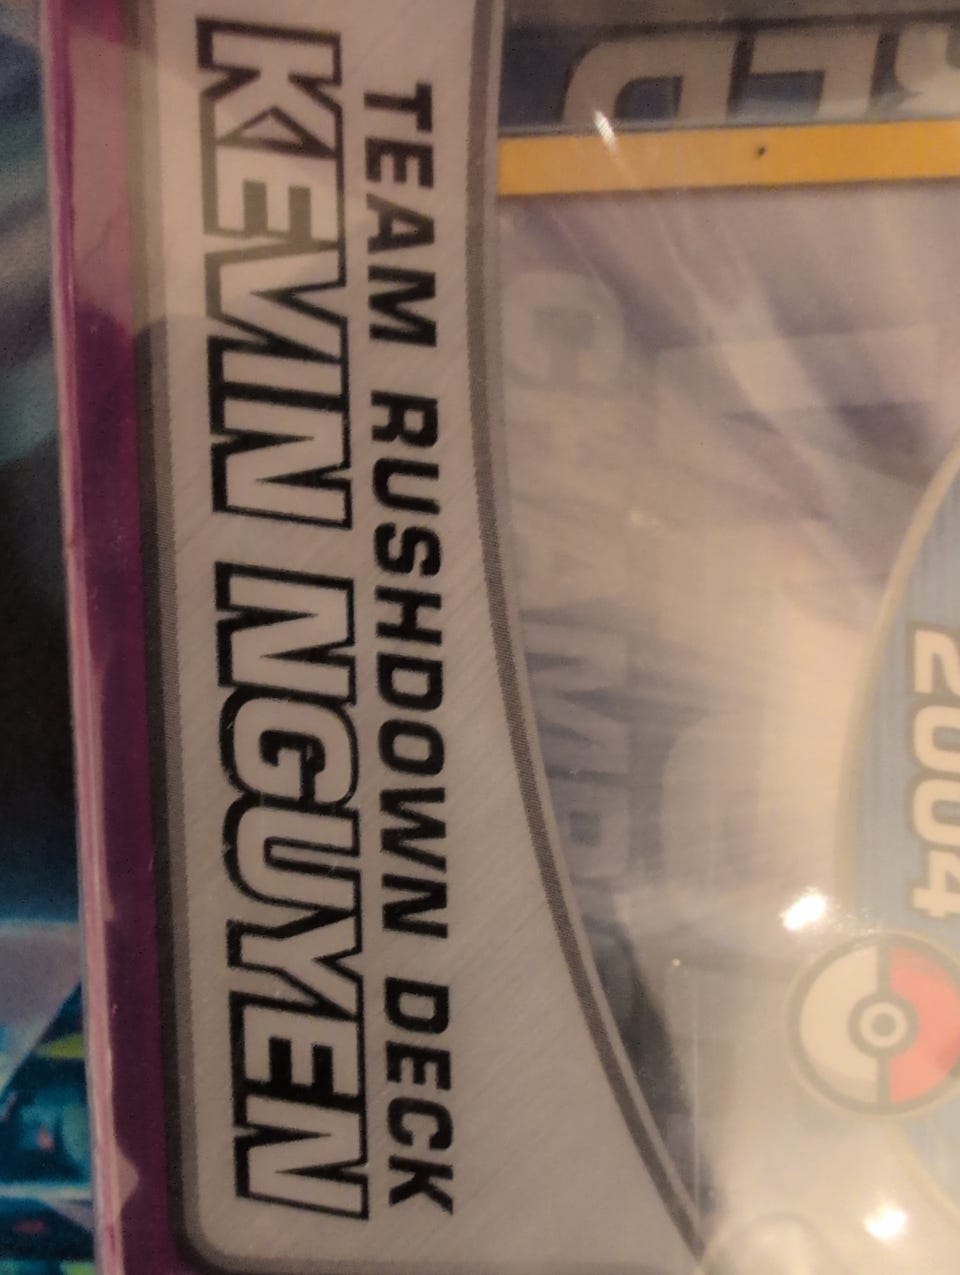 2004
TEAM RUSHDOWN DECK
KEVIN NGUYEN